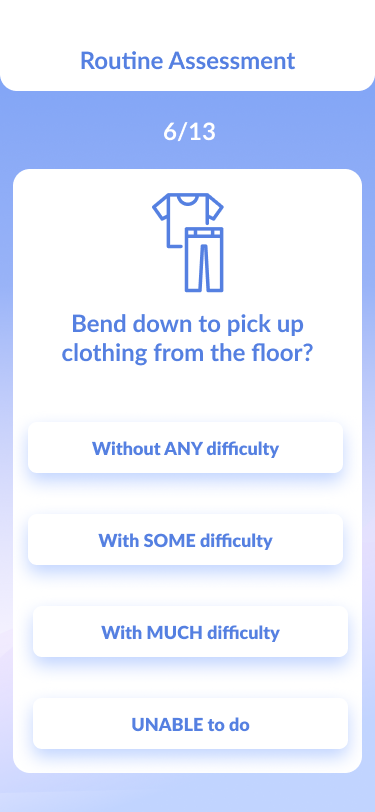 Routine Assessment
6/13
Bend down to pick up
clothing from the floor?
Without ANY difficulty
With SOME difficulty
With MUCH difficulty
UNABLE to do